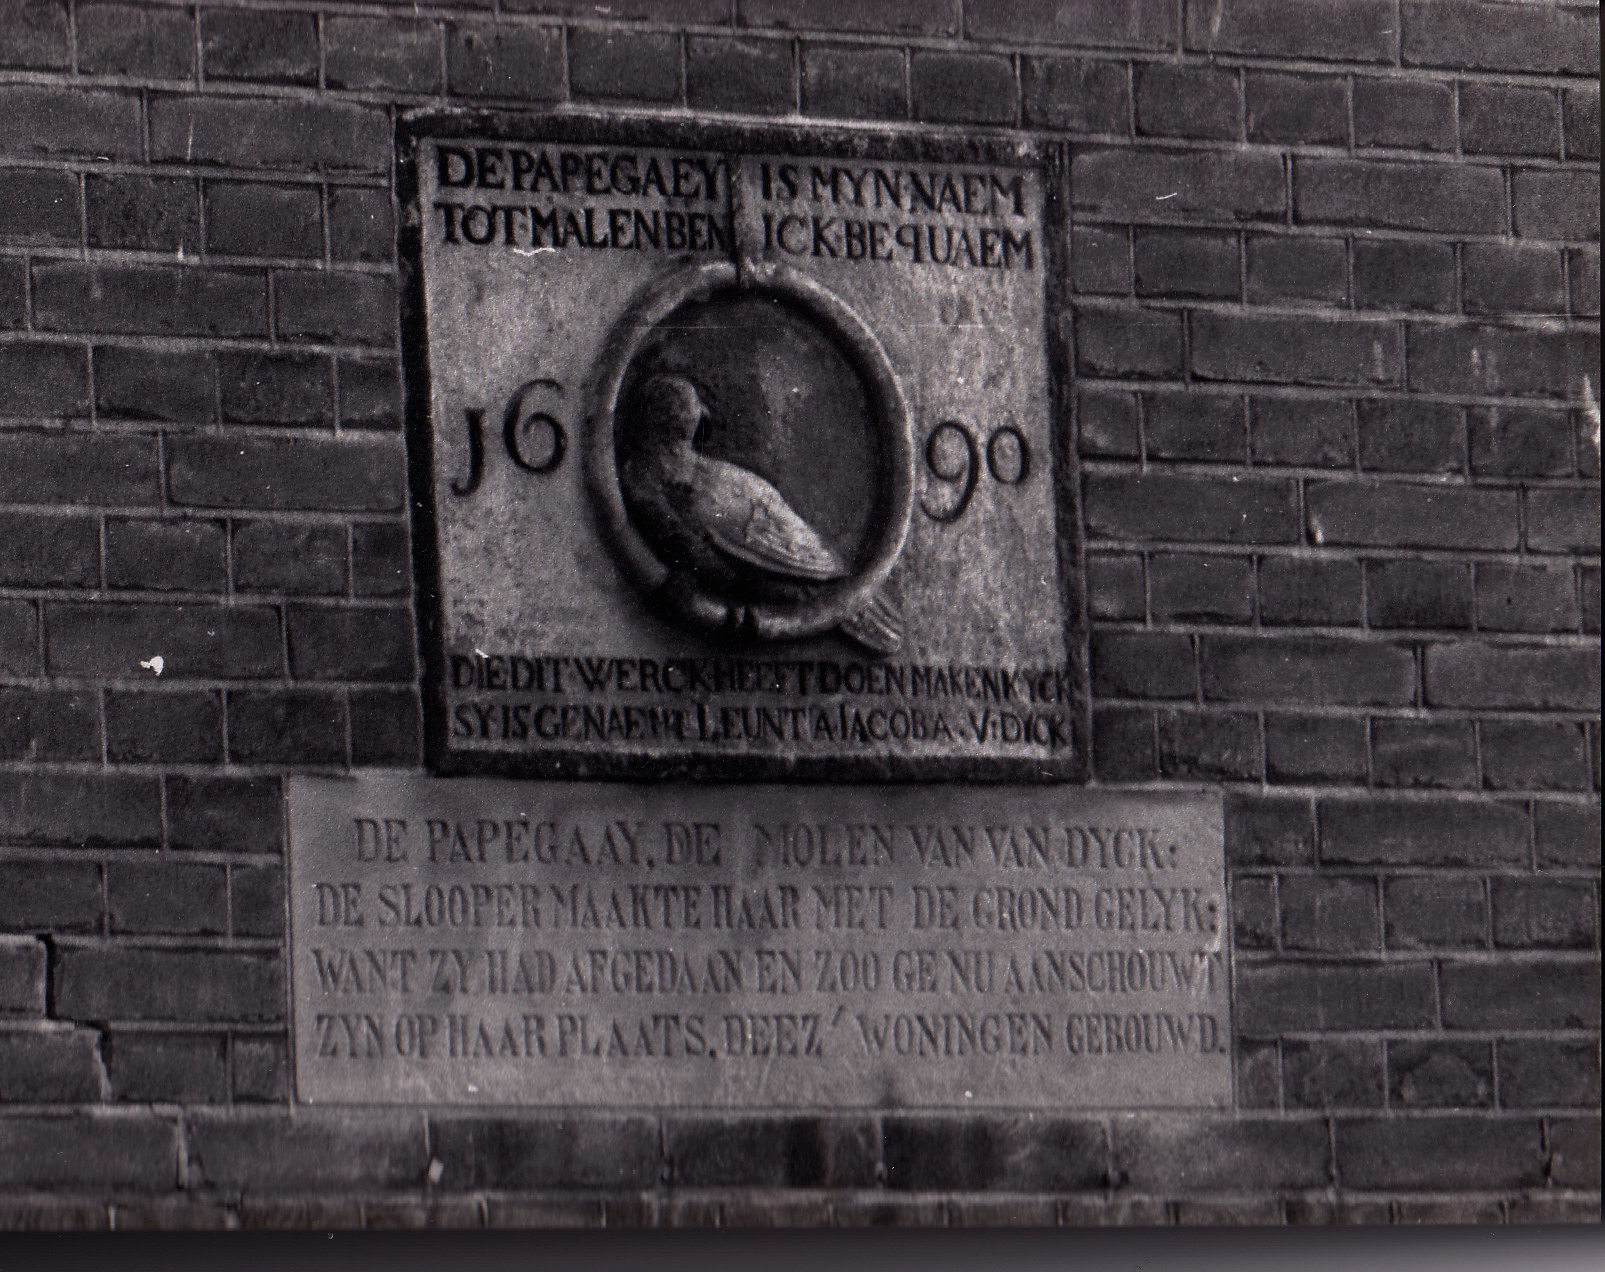 DE PAPEGAEY IS MYN·NAEM
TOT·MALEN BEN ICK·BEQUAEM
J6 90
DIE DIT·WERCK HEEFT DOEN MAKEN KYCK
SY·IS GENAEMT LEUNTA·IACOBA·V:DYCK
DE PAPEGAAY, DE MOLEN VAN VAN DYCK:
DE SLOOPER MAAKTE HAAR MET DE GROND GELYK;
WANT ZY HAD AFGEDAAN EN ZOO GE NU AANSCHOUWT
ZYN OP HAAR PLAATS, DEEZ' WONINGEN GEBOUWD.